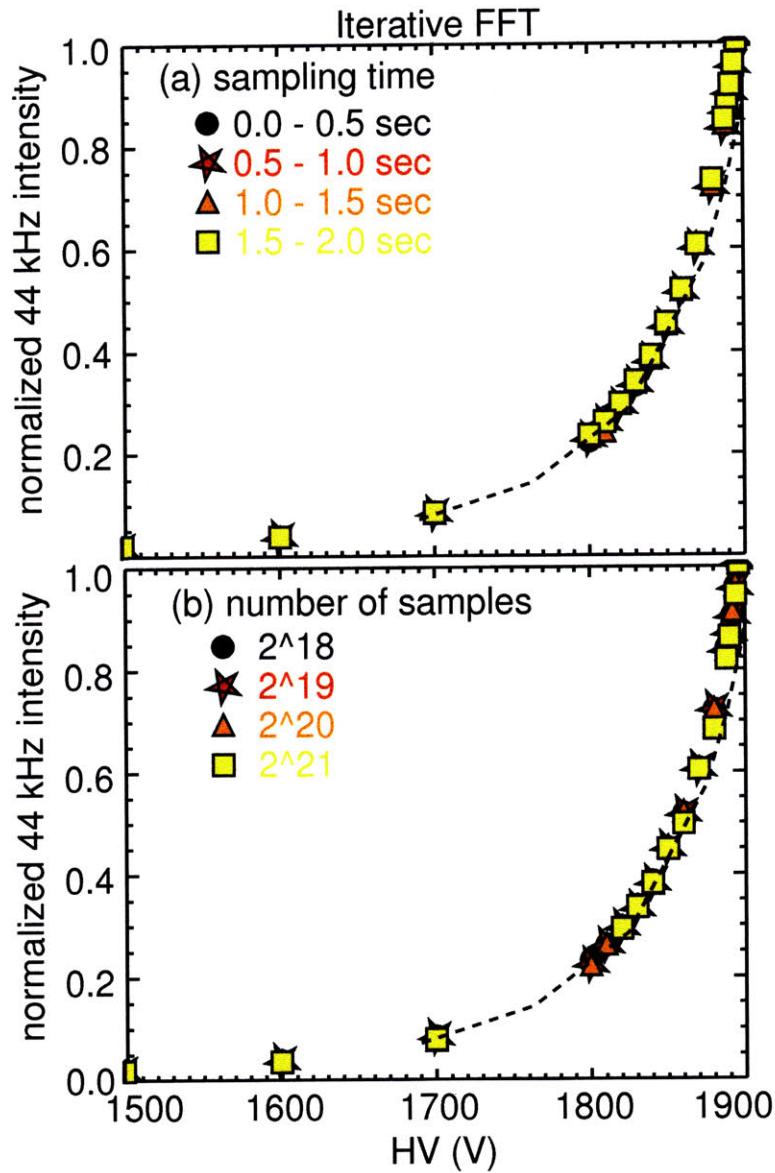 Iterative FFT
normalized 44 kHz intensity
1.0
0.8
0.6
0.4
0.2
(a) sampling time
0.0 - 0.5 sec
0.5 - 1.0 sec
1.0 - 1.5 sec
1.5 - 2.0 sec
normalized 44 kHz intensity
1.0
0.8
0.6
0.4
0.2
0.0
(b) number of samples
2^18
2^19
2^20
2^21
1500 1600 1700 1800 1900
HV (V)